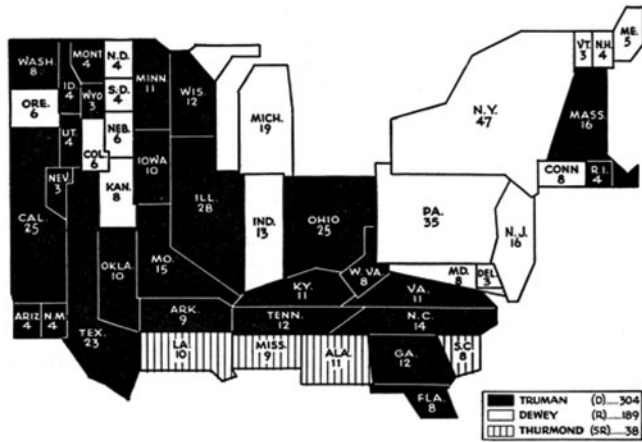 WASH.
8
ORE.
6
CAL.
25
NEV.
3
ID.
4
MONT
4
WYO
3
UT.
4
COL.
6
ARIZ
4
N.M.
4
N.D.
4
S.D.
4
NEB.
6
KAN.
8
OKLA.
10
TEX.
23
MINN
11
IOWA
10
MO.
15
ARK.
9
LA.
10
WIS.
12
ILL.
28
MICH.
19
IND.
13
OHIO
25
KY.
11
TENN.
12
MISS.
9
ALA.
11
W. VA.
8
VA.
11
N.C.
14
S.C.
8
GA.
12
FLA.
8
PA.
35
N.Y.
47
VT.
3
N.H.
4
ME.
5
MASS.
16
CONN
8
R I.
4
N.J.
16
MD.
8
DEL.
3
TRUMAN (D)......304
DEWEY (R)......189
THURMOND (SR)......38